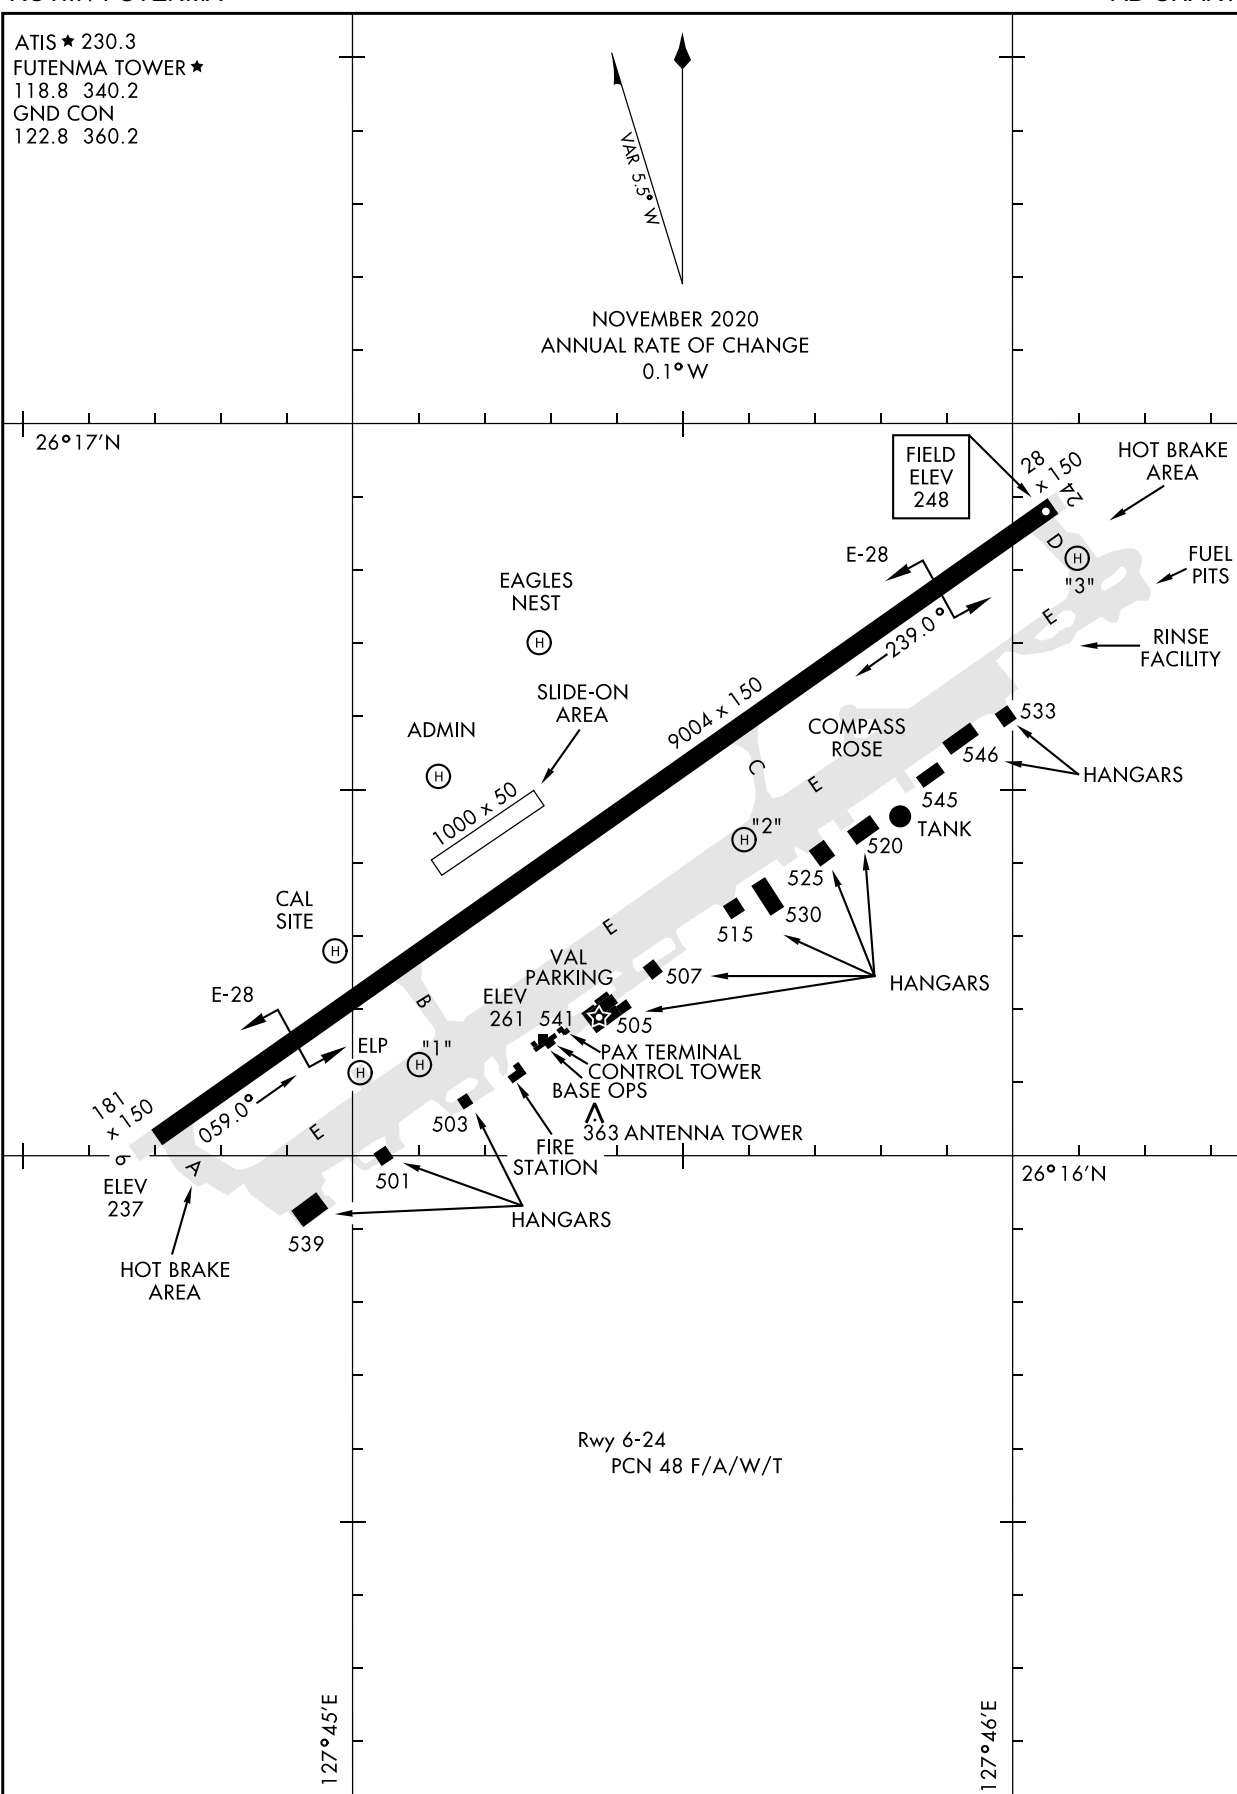 ATIS ★ 230.3
FUTENMA TOWER ★
118.8 340.2
GND CON
122.8 360.2
VAR 5.5° W
NOVEMBER 2020
ANNUAL RATE OF CHANGE
0.1° W
26°17'N
FIELD
ELEV
248
28
x 150
24
HOT BRAKE
AREA
D
H
"3"
FUEL
PITS
E-28
E
RINSE
FACILITY
EAGLES
NEST
H
239.0°
SLIDE-ON
AREA
9004 x 150
ADMIN
H
COMPASS
ROSE
533
546
HANGARS
C
E
545
1000 x 50
TANK
"2"
H
520
525
CAL
SITE
H
530
515
E
VAL
PARKING
507
HANGARS
E-28
B
ELEV
261
541
505
ELP
H
"1"
H
PAX TERMINAL
CONTROL TOWER
BASE OPS
059.0°
181
x 150
503
363 ANTENNA TOWER
E
FIRE
STATION
6
A
26°16'N
ELEV
237
501
HANGARS
539
HOT BRAKE
AREA
Rwy 6-24
PCN 48 F/A/W/T
127°45'E
127°46'E